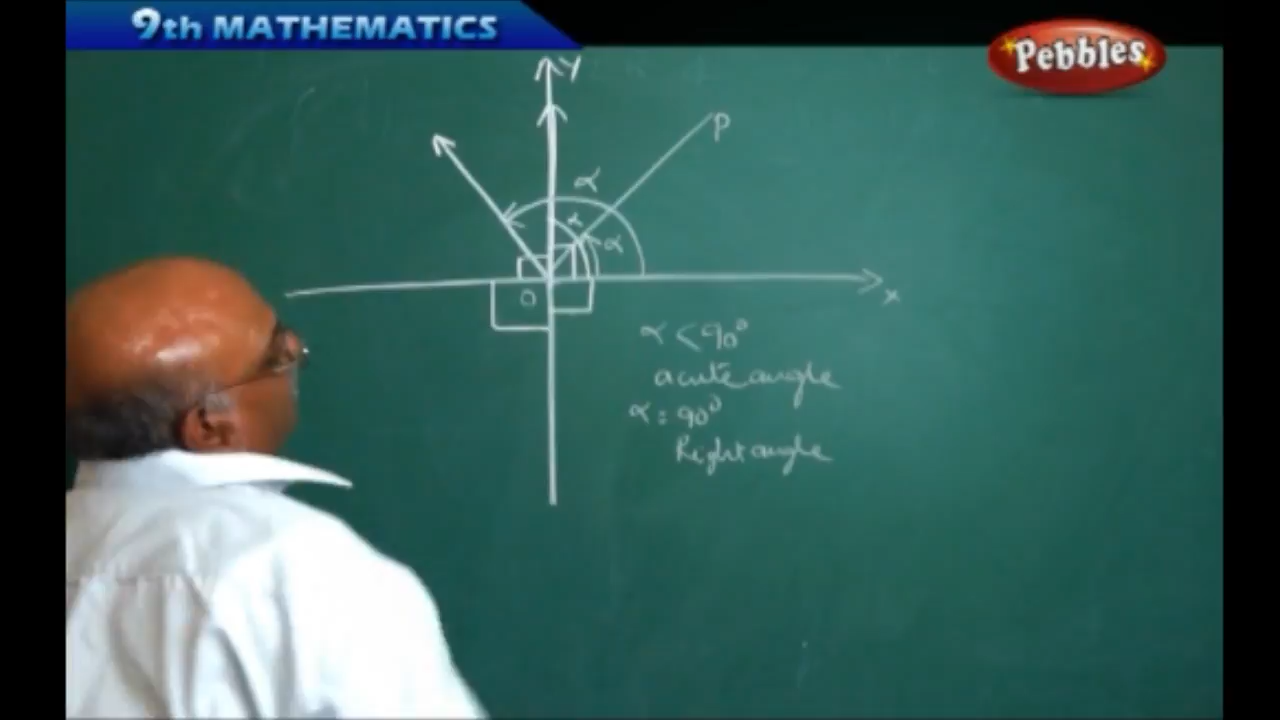 9th MATHEMATICS
Pebbles
Y
P
α
α
α
O
x
α < 90°
acute angle
α = 90°
Right angle